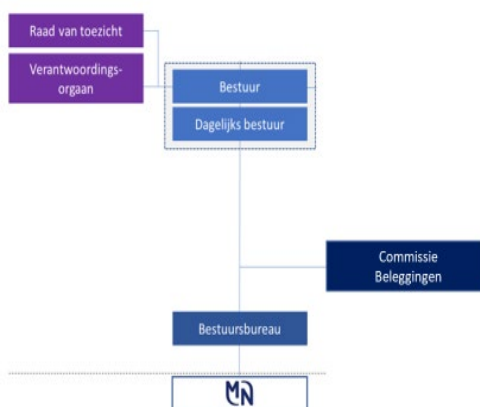 Raad van toezicht
Verantwoordings-
orgaan
Bestuur
Dagelijks bestuur
Commissie
Beleggingen
Bestuursbureau
MN